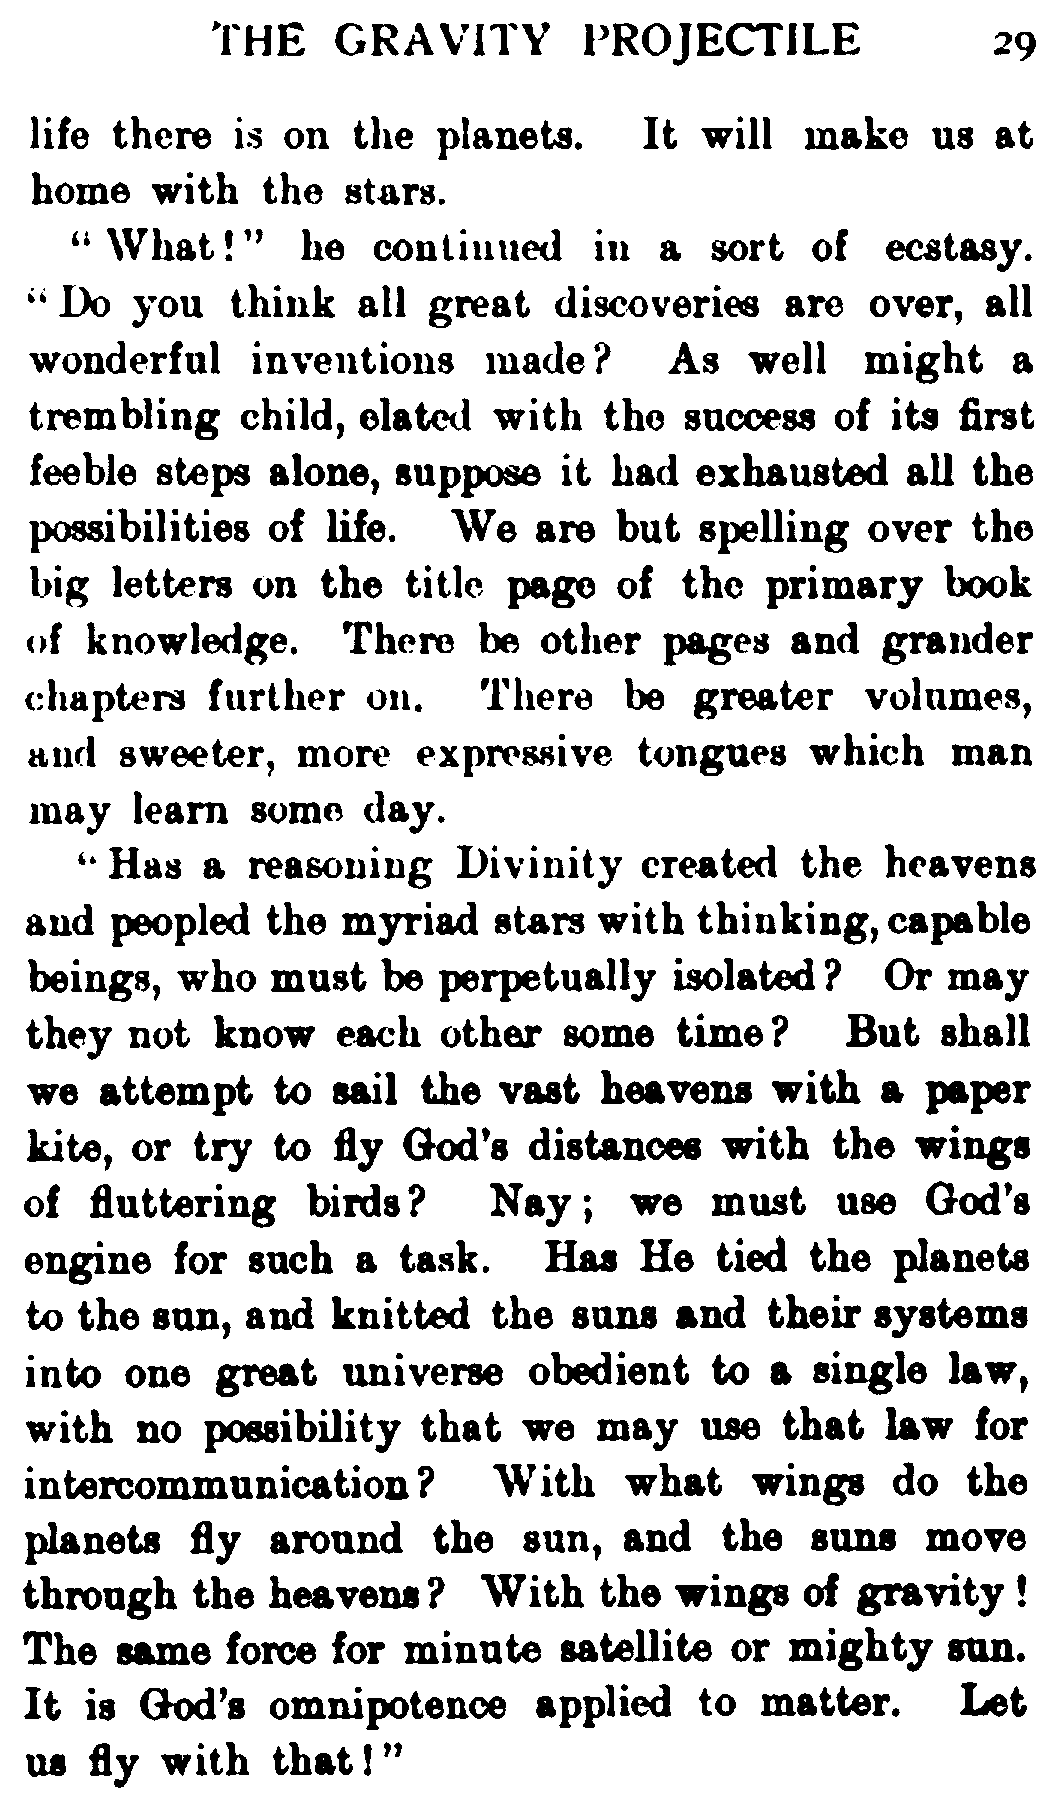 THE GRAVITY PROJECTILE 29
life there is on the planets. It will make us at
home with the stars.
"What!" he continued in a sort of ecstasy.
"Do you think all great discoveries are over, all
wonderful inventions made? As well might a
trembling child, elated with the success of its first
feeble steps alone, suppose it had exhausted all the
possibilities of life. We are but spelling over the
big letters on the title page of the primary book
of knowledge. There be other pages and grander
chapters further on. There be greater volumes,
and sweeter, more expressive tongues which man
may learn some day.
"Has a reasoning Divinity created the heavens
and peopled the myriad stars with thinking, capable
beings, who must be perpetually isolated? Or may
they not know each other some time? But shall
we attempt to sail the vast heavens with a paper
kite, or try to fly God's distances with the wings
of fluttering birds? Nay; we must use God's
engine for such a task. Has He tied the planets
to the sun, and knitted the suns and their systems
into one great universe obedient to a single law,
with no possibility that we may use that law for
intercommunication? With what wings do the
planets fly around the sun, and the suns move
through the heavens? With the wings of gravity!
The same force for minute satellite or mighty sun.
It is God's omnipotence applied to matter. Let
us fly with that!"